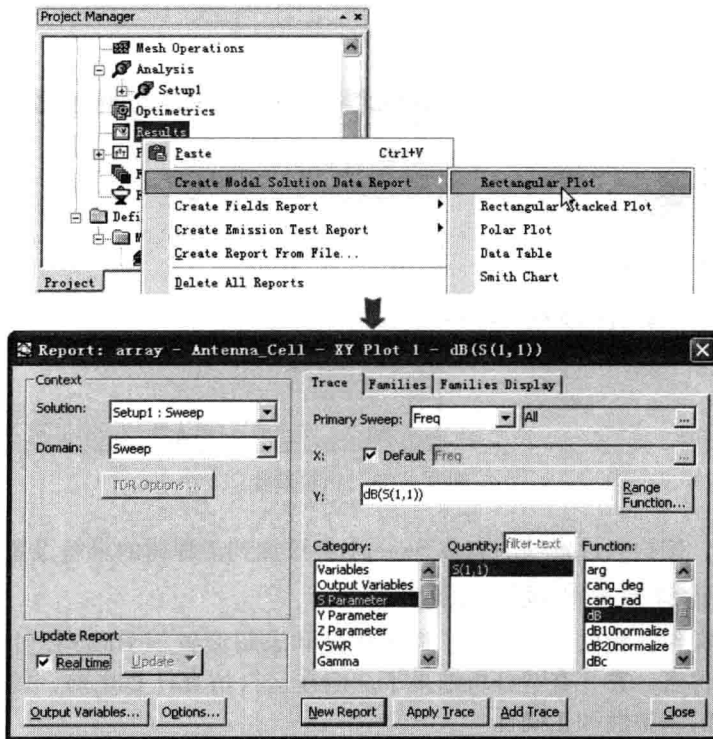 Project Manager
Mesh Operations
Analysis
Setup1
Optimetrics
Results
Paste Ctrl+V
Create Modal Solution Data Report
Create Fields Report
Create Emission Test Report
Create Report From File...
Delete All Reports
Rectangular Plot
Rectangular Stacked Plot
Polar Plot
Data Table
Smith Chart
Defi
Project
Report: array - Antenna_Cell - XY Plot 1 - dB(S(1,1))
Context
Solution: Setup1 : Sweep
Domain: Sweep
TDR Options ...
Update Report
Real time Update
Output Variables... Options...
Trace Families Families Display
Primary Sweep: Freq All ...
X: Default Freq ...
Y: dB(S(1,1)) Range Function...
Category: Quantity: filter-text Function:
Variables
Output Variables
S Parameter
Y Parameter
Z Parameter
VSWR
Gamma
S(1,1)
arg
cang_deg
cang_rad
dB
dB10normalize
dB20normalize
dBc
New Report Apply Trace Add Trace Close